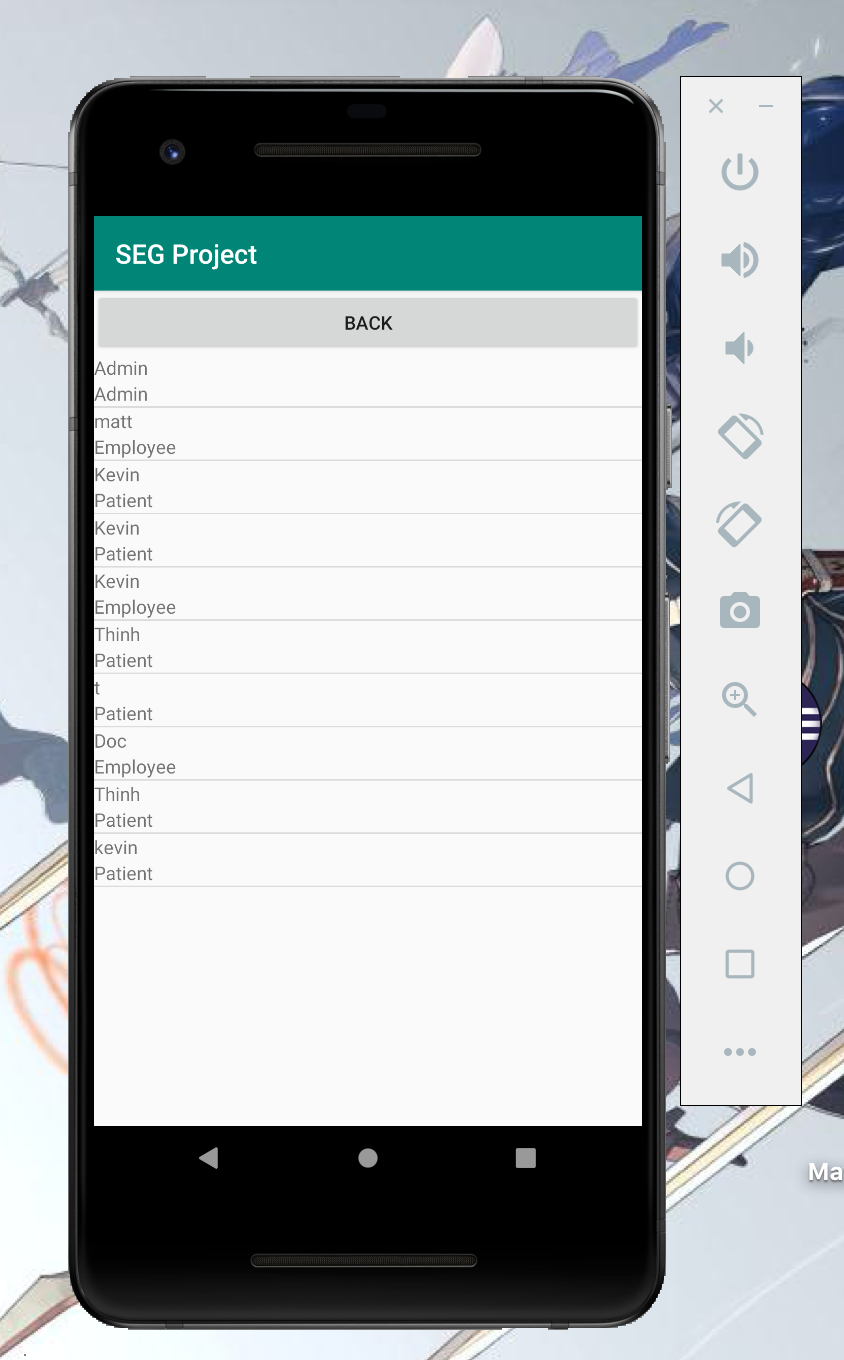 SEG Project
BACK
Admin
Admin
matt
Employee
Kevin
Patient
Kevin
Patient
Kevin
Employee
Thinh
Patient
t
Patient
Doc
Employee
Thinh
Patient
kevin
Patient
Ma